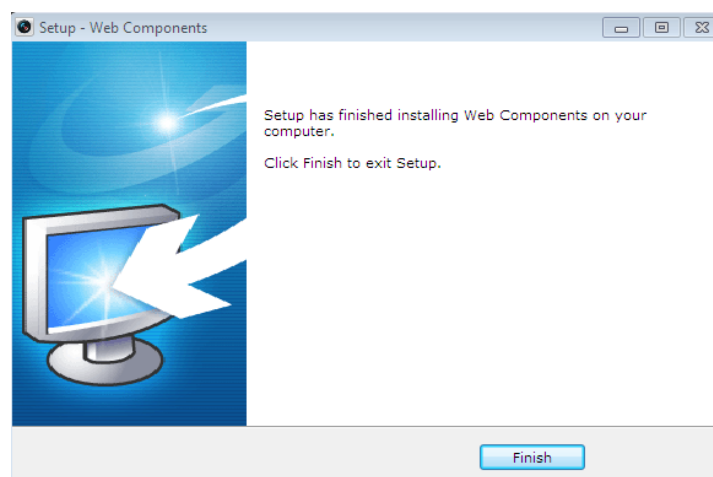 Setup - Web Components
Setup has finished installing Web Components on your
computer.
Click Finish to exit Setup.
Finish